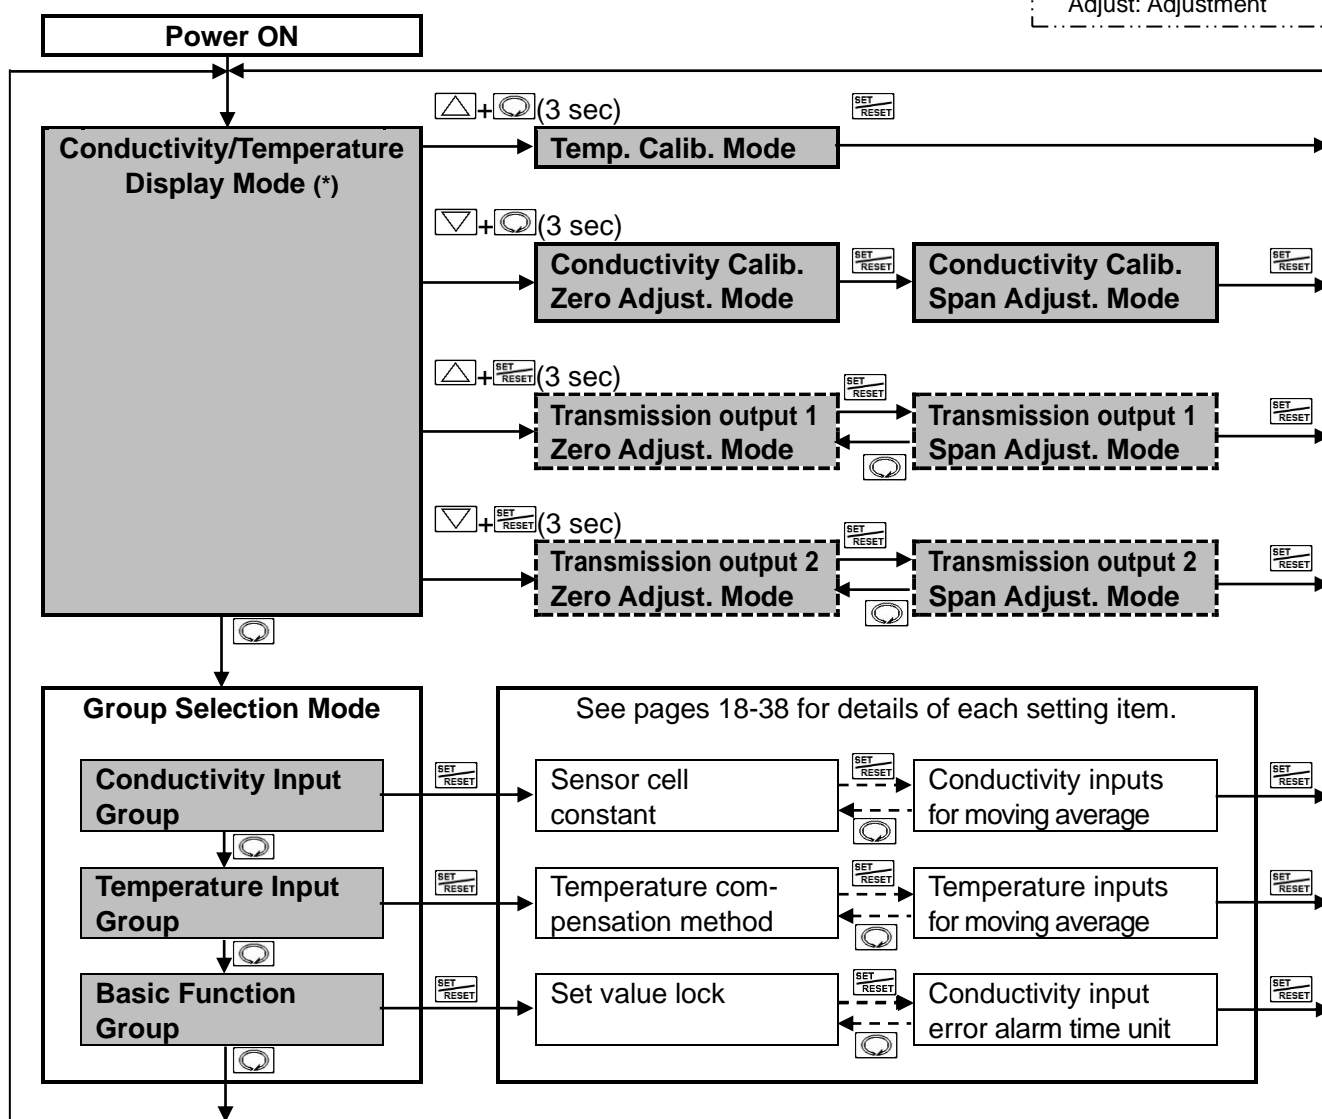 Adjust: Adjustment
Power ON
+ (3 sec)
SET
RESET
Conductivity/Temperature
Display Mode (*)
Temp. Calib. Mode
+ (3 sec)
Conductivity Calib.
Zero Adjust. Mode
SET
RESET
Conductivity Calib.
Span Adjust. Mode
SET
RESET
+ SET
RESET (3 sec)
Transmission output 1
Zero Adjust. Mode
SET
RESET
Transmission output 1
Span Adjust. Mode
SET
RESET
+ SET
RESET (3 sec)
Transmission output 2
Zero Adjust. Mode
SET
RESET
Transmission output 2
Span Adjust. Mode
SET
RESET
Group Selection Mode
See pages 18-38 for details of each setting item.
Conductivity Input
Group
SET
RESET
Sensor cell
constant
SET
RESET
Conductivity inputs
for moving average
SET
RESET
Temperature Input
Group
SET
RESET
Temperature com-
pensation method
SET
RESET
Temperature inputs
for moving average
SET
RESET
Basic Function
Group
SET
RESET
Set value lock
SET
RESET
Conductivity input
error alarm time unit
SET
RESET